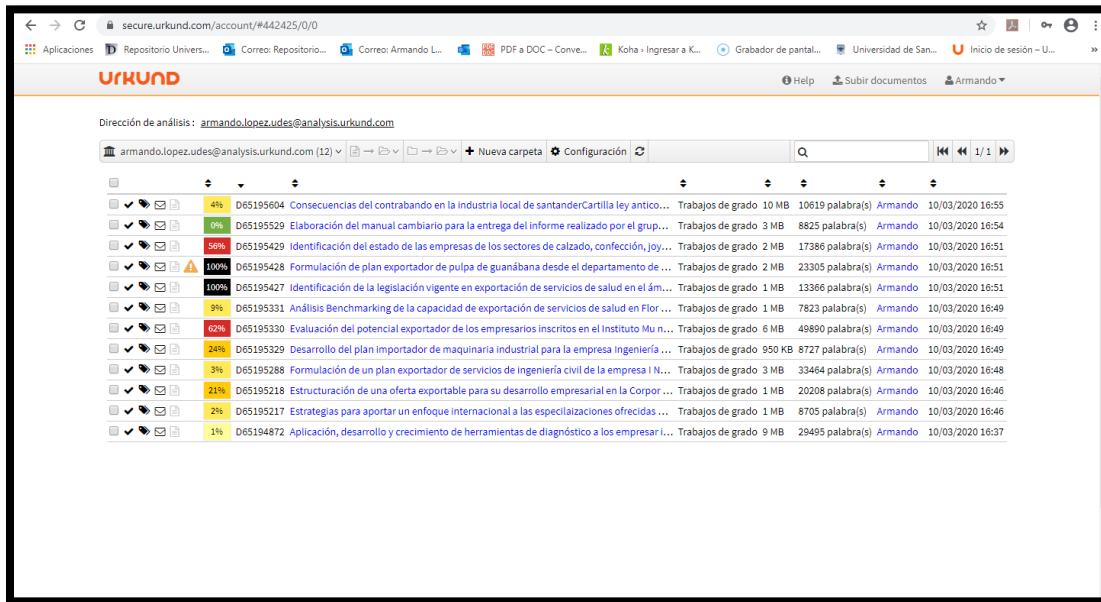 secure.urkund.com/account/#442425/0/0
Aplicaciones Repositorio Univers... Correo: Repositorio... Correo: Armando L... PDF a DOC – Conve... Koha › Ingresar a K... Grabador de pantal... Universidad de San... Inicio de sesión – U... »
URKUND Help Subir documentos Armando
Dirección de análisis : armando.lopez.udes@analysis.urkund.com
armando.lopez.udes@analysis.urkund.com (12) Nueva carpeta Configuración 1/ 1
4% D65195604 Consecuencias del contrabando en la industria local de santanderCartilla ley antico... Trabajos de grado 10 MB 10619 palabra(s) Armando 10/03/2020 16:55
0% D65195529 Elaboración del manual cambiario para la entrega del informe realizado por el grup... Trabajos de grado 3 MB 8825 palabra(s) Armando 10/03/2020 16:54
56% D65195429 Identificación del estado de las empresas de los sectores de calzado, confección, joy... Trabajos de grado 2 MB 17386 palabra(s) Armando 10/03/2020 16:51
100% D65195428 Formulación de plan exportador de pulpa de guanábana desde el departamento de ... Trabajos de grado 2 MB 23305 palabra(s) Armando 10/03/2020 16:51
100% D65195427 Identificación de la legislación vigente en exportación de servicios de salud en el ám... Trabajos de grado 1 MB 13366 palabra(s) Armando 10/03/2020 16:51
9% D65195331 Análisis Benchmarking de la capacidad de exportación de servicios de salud en Flor ... Trabajos de grado 1 MB 7823 palabra(s) Armando 10/03/2020 16:49
62% D65195330 Evaluación del potencial exportador de los empresarios inscritos en el Instituto Mu n... Trabajos de grado 6 MB 49890 palabra(s) Armando 10/03/2020 16:49
24% D65195329 Desarrollo del plan importador de maquinaria industrial para la empresa Ingeniería ... Trabajos de grado 950 KB 8727 palabra(s) Armando 10/03/2020 16:49
3% D65195288 Formulación de un plan exportador de servicios de ingeniería civil de la empresa I N... Trabajos de grado 3 MB 33464 palabra(s) Armando 10/03/2020 16:48
21% D65195218 Estructuración de una oferta exportable para su desarrollo empresarial en la Corpor ... Trabajos de grado 1 MB 20208 palabra(s) Armando 10/03/2020 16:46
2% D65195217 Estrategias para aportar un enfoque internacional a las especilaizaciones ofrecidas ... Trabajos de grado 1 MB 8705 palabra(s) Armando 10/03/2020 16:46
1% D65194872 Aplicación, desarrollo y crecimiento de herramientas de diagnóstico a los empresar i... Trabajos de grado 9 MB 29495 palabra(s) Armando 10/03/2020 16:37